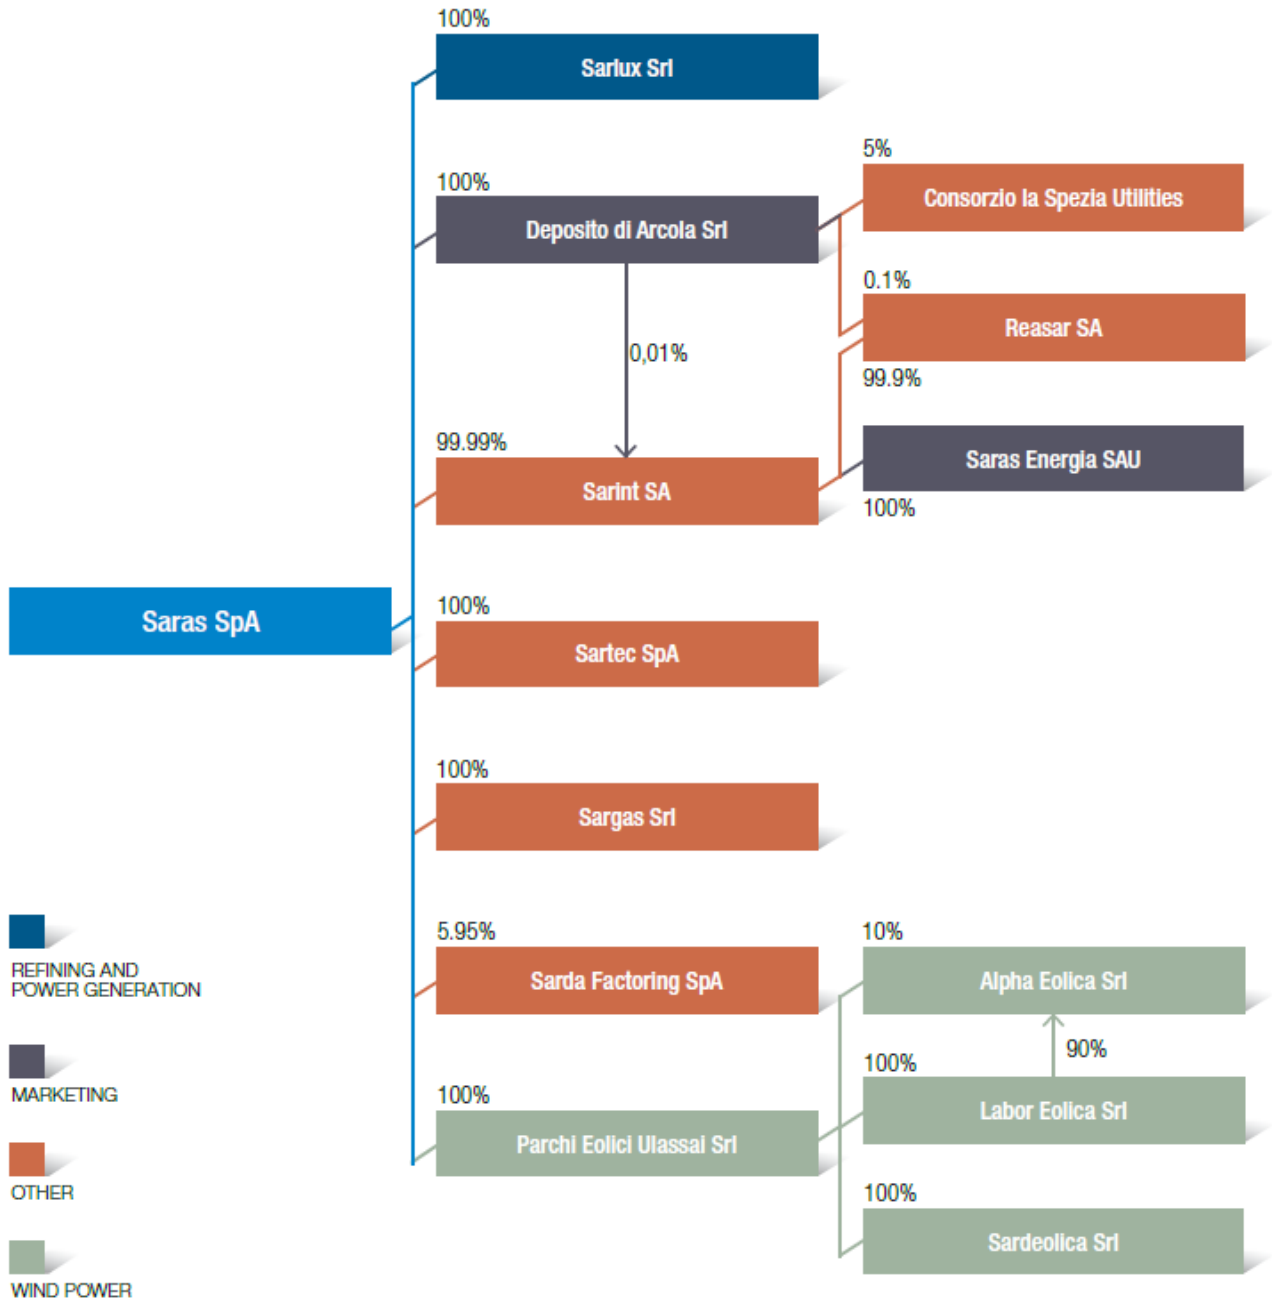 100%
Sarlux Srl
5%
Consorzio la Spezia Utilities
100%
Deposito di Arcola Srl
0.1%
Reasar SA
0,01%
99.9%
99.99%
Sarint SA
Saras Energia SAU
100%
Saras SpA
100%
Sartec SpA
100%
Sargas Srl
5.95%
Sarda Factoring SpA
10%
Alpha Eolica Srl
90%
100%
Labor Eolica Srl
100%
Parchi Eolici Ulassai Srl
100%
Sardeolica Srl
REFINING AND
POWER GENERATION
MARKETING
OTHER
WIND POWER